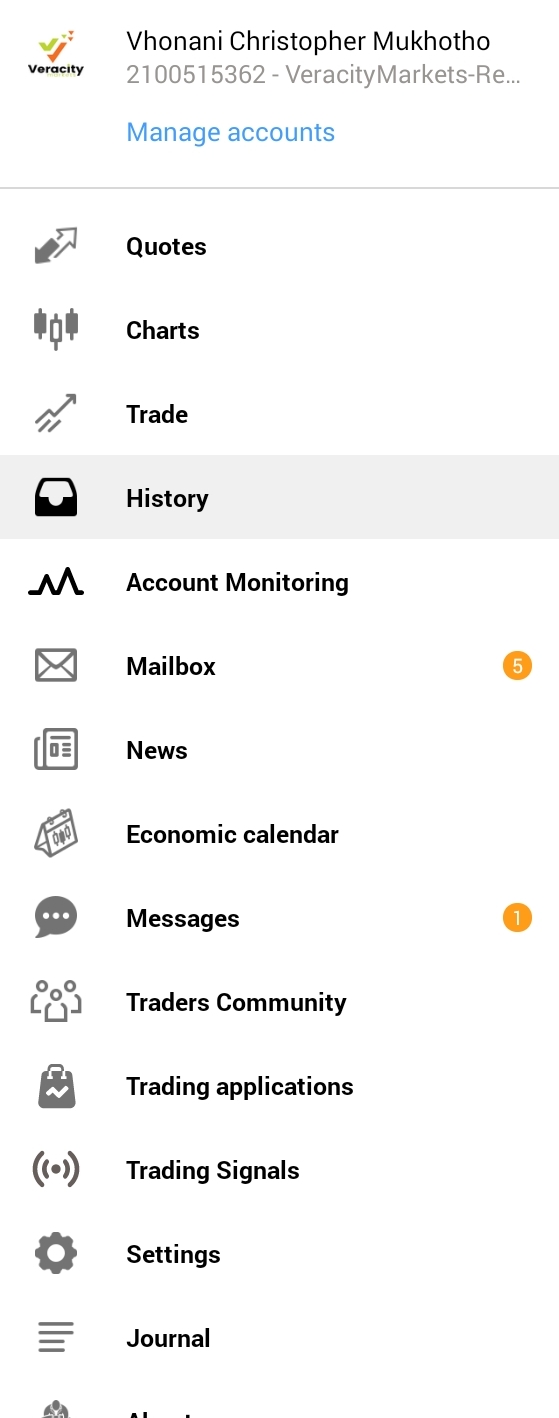 Vhonani Christopher Mukhotho
Veracity
2100515362 - VeracityMarkets-Re...
Manage accounts
Quotes
Charts
Trade
History
Account Monitoring
Mailbox 5
News
Economic calendar
Messages 1
Traders Community
Trading applications
Trading Signals
Settings
Journal